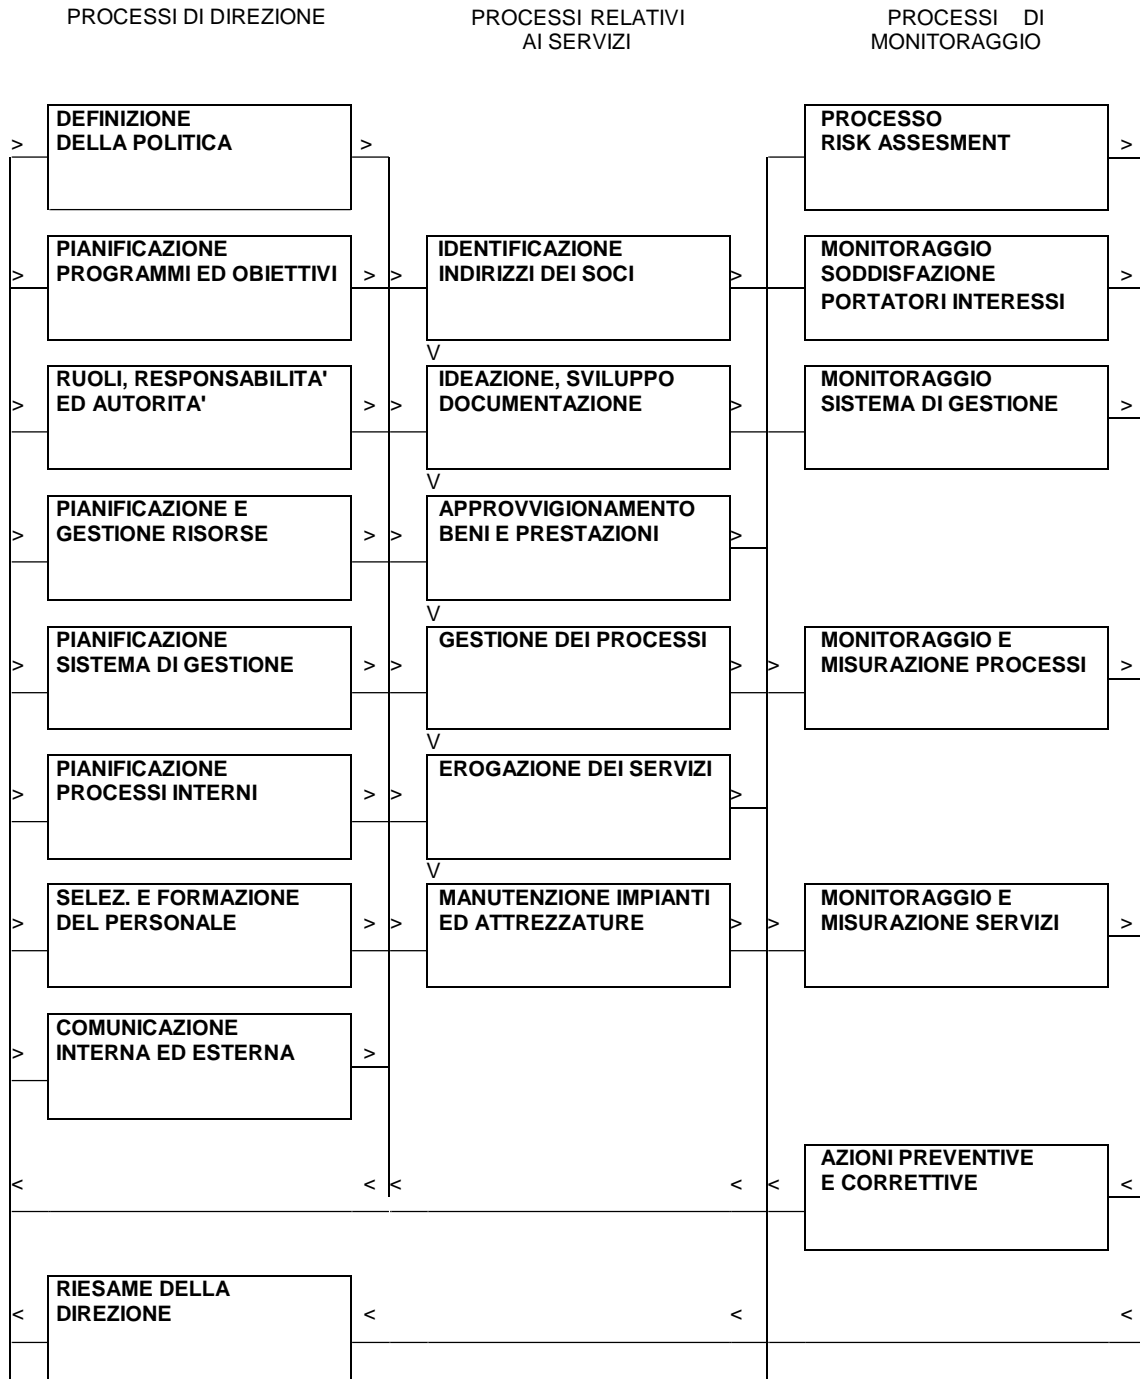 PROCESSI DI DIREZIONE
PROCESSI RELATIVI
AI SERVIZI
PROCESSI DI
MONITORAGGIO
DEFINIZIONE
DELLA POLITICA
PROCESSO
RISK ASSESMENT
> > >
PIANIFICAZIONE
PROGRAMMI ED OBIETTIVI
IDENTIFICAZIONE
INDIRIZZI DEI SOCI
MONITORAGGIO
SODDISFAZIONE
PORTATORI INTERESSI
> > > > >
V
RUOLI, RESPONSABILITA'
ED AUTORITA'
IDEAZIONE, SVILUPPO
DOCUMENTAZIONE
MONITORAGGIO
SISTEMA DI GESTIONE
> > > > >
V
PIANIFICAZIONE E
GESTIONE RISORSE
APPROVVIGIONAMENTO
BENI E PRESTAZIONI
> > > >
V
PIANIFICAZIONE
SISTEMA DI GESTIONE
GESTIONE DEI PROCESSI
MONITORAGGIO E
MISURAZIONE PROCESSI
> > > > > >
V
PIANIFICAZIONE
PROCESSI INTERNI
EROGAZIONE DEI SERVIZI
> > > >
V
SELEZ. E FORMAZIONE
DEL PERSONALE
MANUTENZIONE IMPIANTI
ED ATTREZZATURE
MONITORAGGIO E
MISURAZIONE SERVIZI
> > > > > >
COMUNICAZIONE
INTERNA ED ESTERNA
> >
AZIONI PREVENTIVE
E CORRETTIVE
< < < < < <
RIESAME DELLA
DIREZIONE
< < < <